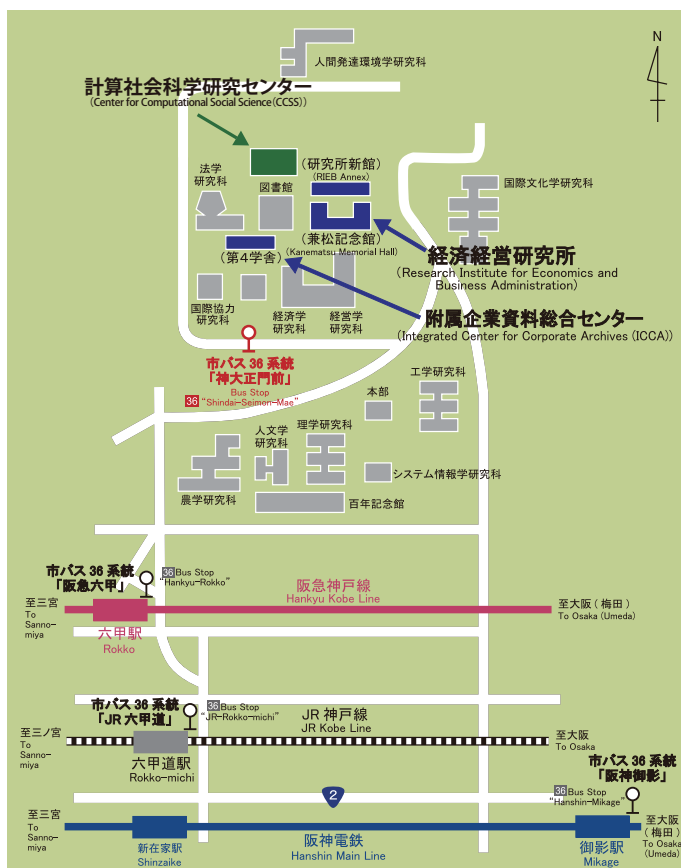 N
人間発達環境学研究科
計算社会科学研究センター
(Center for Computational Social Science(CCSS))
法学
研究科
図書館
(研究所新館)
(RIEB Annex)
国際文化学研究科
(兼松記念館)
(Kanematsu Memorial Hall)
(第4学舎)
経済経営研究所
(Research Institute for Economics and
Business Administration)
国際協力
研究科
経済学
研究科
経営学
研究科
附属企業資料総合センター
(Integrated Center for Corporate Archives (ICCA))
市バス36系統
「神大正門前」
Bus Stop
36 "Shindai-Seimon-Mae"
工学研究科
本部
人文学
研究科
理学研究科
農学研究科
システム情報学研究科
百年記念館
市バス36系統
「阪急六甲」
36 Bus Stop
"Hankyu-Rokko"
至三宮
To
Sanno-
miya
六甲駅
Rokko
阪急神戸線
Hankyu Kobe Line
至大阪(梅田)
To Osaka (Umeda)
市バス36系統
「JR六甲道」
36 Bus Stop
"JR-Rokko-michi"
至三ノ宮
To
Sanno-
miya
六甲道駅
Rokko-michi
JR神戸線
JR Kobe Line
至大阪
To Osaka
市バス36系統
「阪神御影」
36 Bus Stop
"Hanshin-Mikage"
2
至三宮
To
Sanno-
miya
新在家駅
Shinzaike
阪神電鉄
Hanshin Main Line
御影駅
Mikage
至大阪
(梅田)
To Osaka
(Umeda)